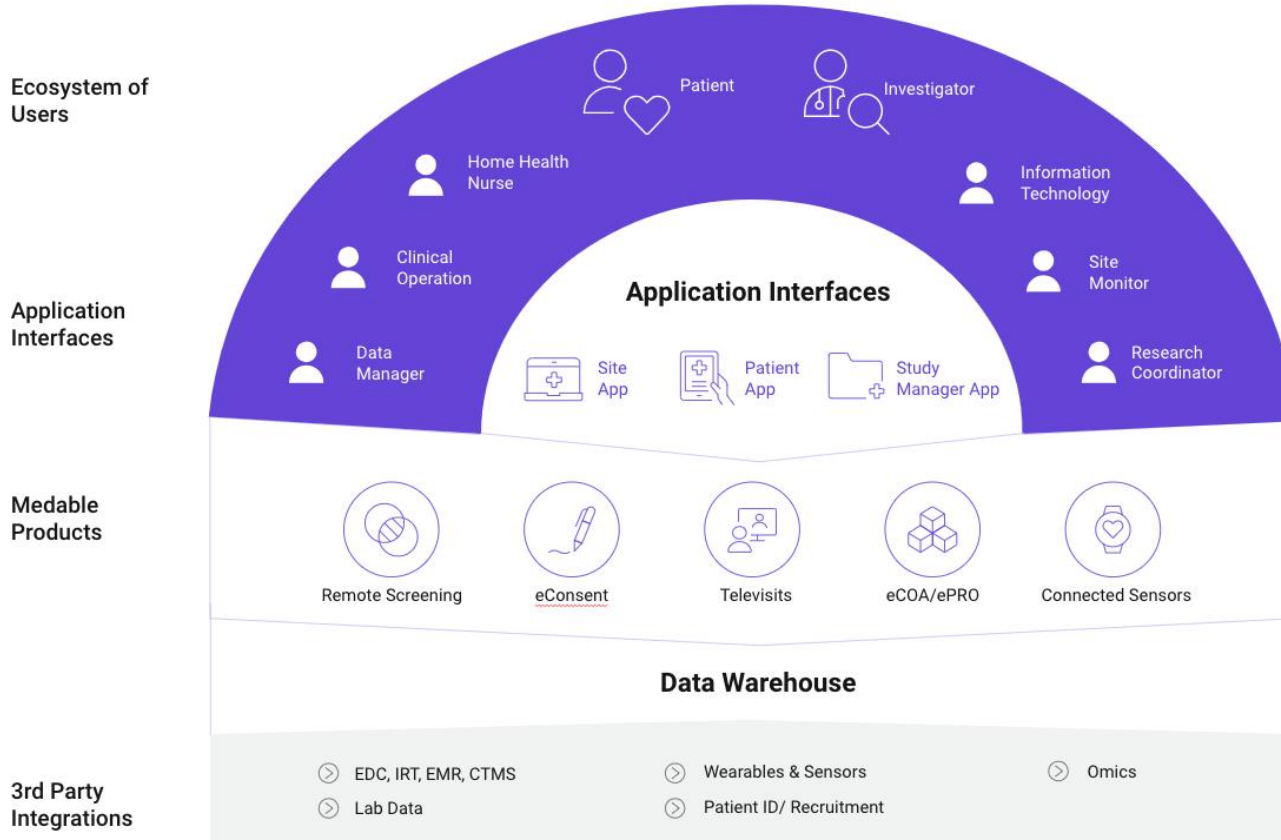 Ecosystem of
Users
Patient
Investigator
Home Health
Nurse
Information
Technology
Clinical
Operation
Site
Monitor
Data
Manager
Research
Coordinator
Application
Interfaces
Application Interfaces
Site
App
Patient
App
Study
Manager App
Medable
Products
Remote Screening
eConsent
Televisits
eCOA/ePRO
Connected Sensors
Data Warehouse
3rd Party
Integrations
EDC, IRT, EMR, CTMS
Lab Data
Wearables & Sensors
Patient ID/ Recruitment
Omics